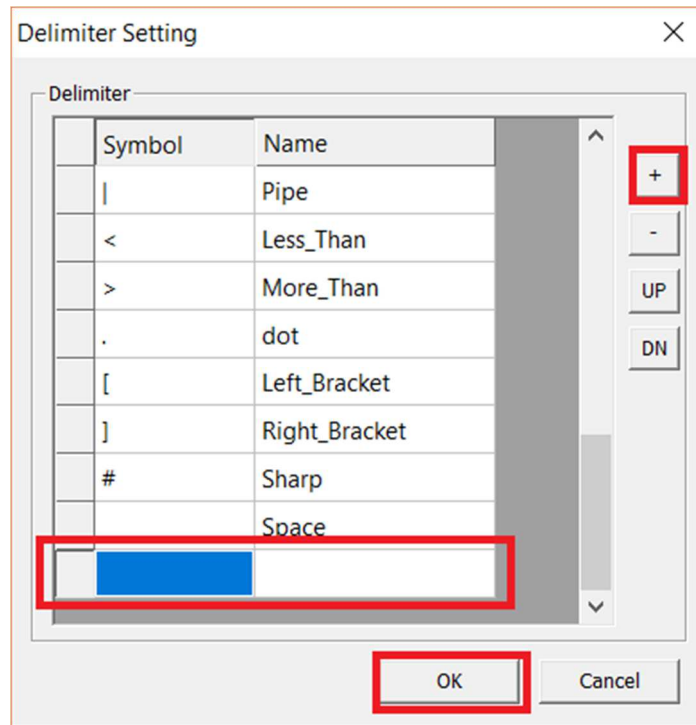 Delimiter Setting
Delimiter
Symbol Name
| Pipe
< Less_Than
> More_Than
. dot
[ Left_Bracket
] Right_Bracket
# Sharp
Space
+
-
UP
DN
OK Cancel